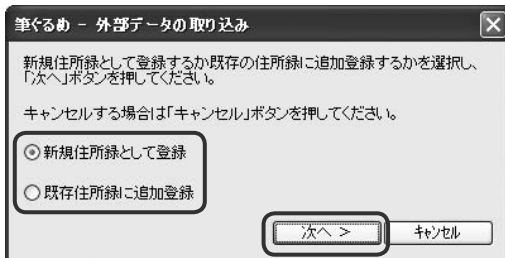 筆ぐるめ - 外部データの取り込み
新規住所録として登録するか既存の住所録に追加登録するかを選択し、
「次へ」ボタンを押してください。
キャンセルする場合は「キャンセル」ボタンを押してください。
新規住所録として登録
既存住所録に追加登録
次へ > キャンセル